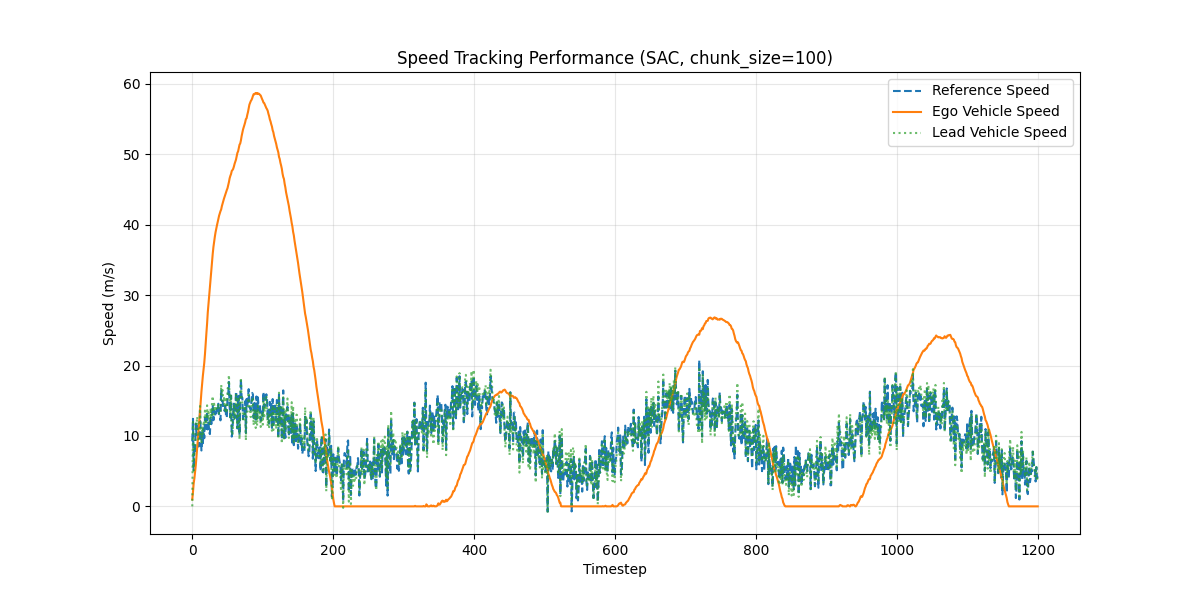 Speed Tracking Performance (SAC, chunk_size=100)
Reference Speed
Ego Vehicle Speed
Lead Vehicle Speed
Speed (m/s)
60
50
40
30
20
10
0
0 200 400 600 800 1000 1200
Timestep